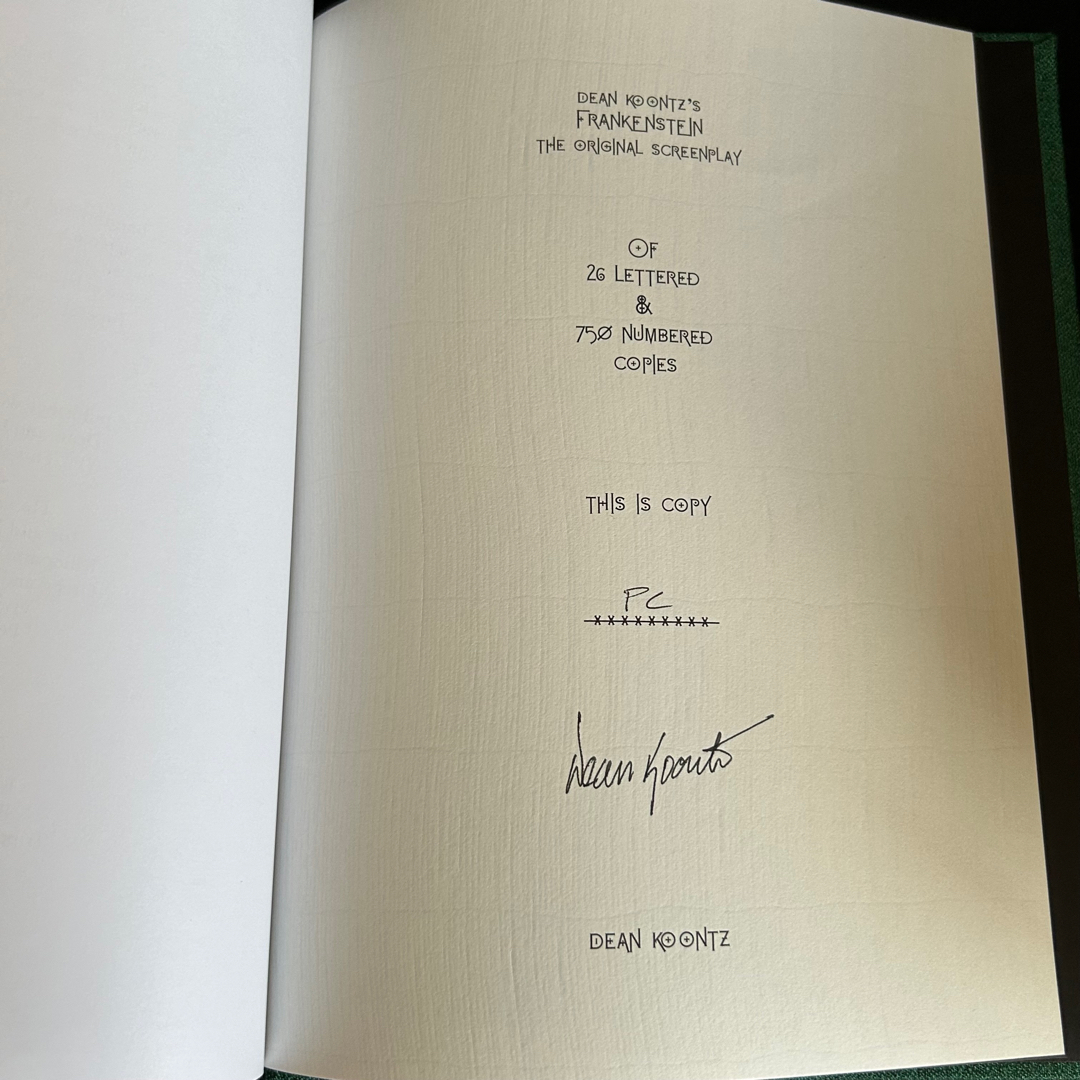 DEAN KOONTZ'S
FRANKENSTEIN
THE ORIGINAL SCREENPLAY
OF
26 LETTERED
&
750 NUMBERED
COPIES
THIS IS COPY
PC
Dean Koontz
DEAN KOONTZ